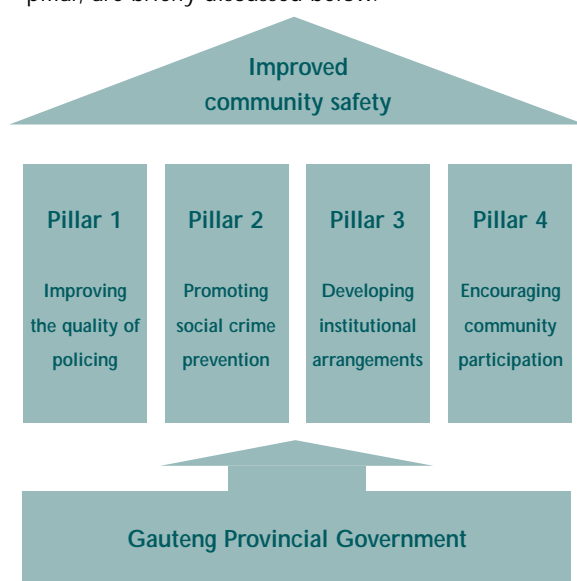 pillar, are briefly discussed below.
Improved
community safety
Pillar 1
Improving
the quality of
policing
Pillar 2
Promoting
social crime
prevention
Pillar 3
Developing
institutional
arrangements
Pillar 4
Encouraging
community
participation
Gauteng Provincial Government